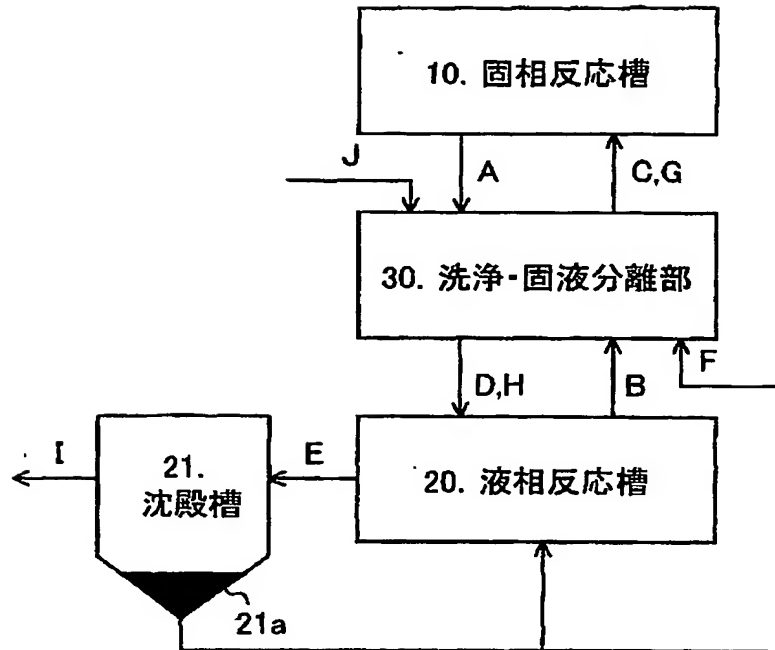 10. 固相反応槽
J
A
C,G
30. 洗浄-固液分離部
F
D,H
B
I
21.
沈殿槽
E
20. 液相反応槽
21a